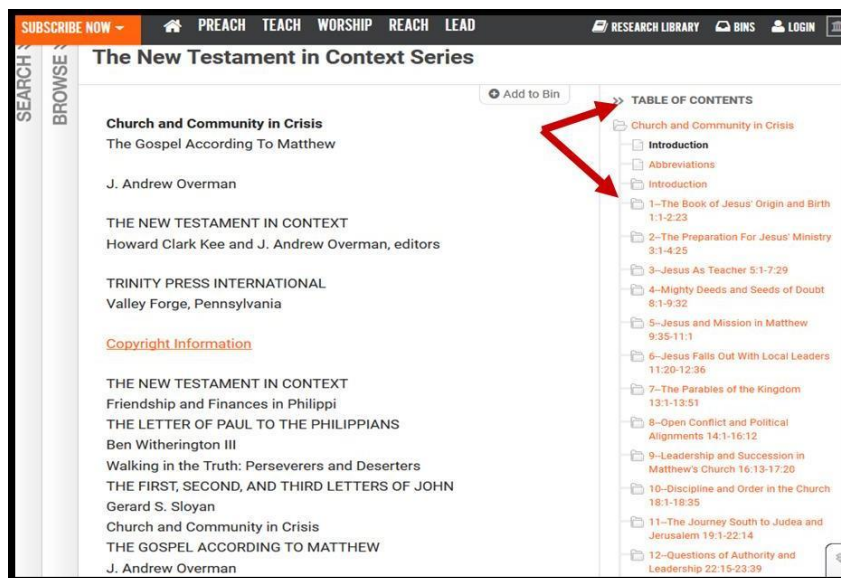 SUBSCRIBE NOW PREACH TEACH WORSHIP REACH LEAD RESEARCH LIBRARY BINS LOGIN
SEARCH »
BROWSE »
The New Testament in Context Series
Add to Bin
Church and Community in Crisis
The Gospel According To Matthew
J. Andrew Overman
THE NEW TESTAMENT IN CONTEXT
Howard Clark Kee and J. Andrew Overman, editors
TRINITY PRESS INTERNATIONAL
Valley Forge, Pennsylvania
Copyright Information
THE NEW TESTAMENT IN CONTEXT
Friendship and Finances in Philippi
THE LETTER OF PAUL TO THE PHILIPPIANS
Ben Witherington III
Walking in the Truth: Perseverers and Deserters
THE FIRST, SECOND, AND THIRD LETTERS OF JOHN
Gerard S. Sloyan
Church and Community in Crisis
THE GOSPEL ACCORDING TO MATTHEW
J. Andrew Overman
» TABLE OF CONTENTS
Church and Community in Crisis
Introduction
Abbreviations
Introduction
1--The Book of Jesus' Origin and Birth
1:1-2:23
2--The Preparation For Jesus' Ministry
3:1-4:25
3--Jesus As Teacher 5:1-7:29
4--Mighty Deeds and Seeds of Doubt
8:1-9:32
5--Jesus and Mission in Matthew
9:35-11:1
6--Jesus Falls Out With Local Leaders
11:20-12:36
7--The Parables of the Kingdom
13:1-13:51
8--Open Conflict and Political
Alignments 14:1-16:12
9--Leadership and Succession in
Matthew's Church 16:13-17:20
10--Discipline and Order in the Church
18:1-18:35
11--The Journey South to Judea and
Jerusalem 19:1-22:14
12--Questions of Authority and
Leadership 22:15-23:39